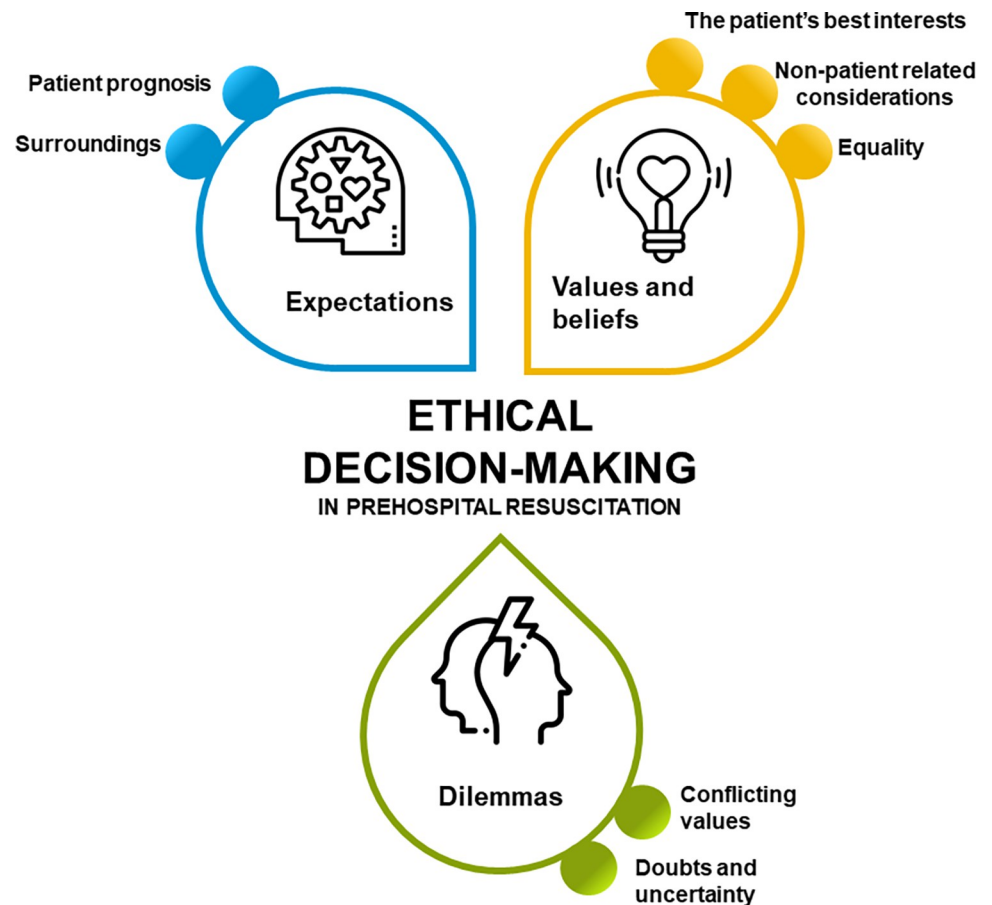 Patient prognosis
Surroundings
Expectations
The patient's best interests
Non-patient related
considerations
Equality
Values and
beliefs
ETHICAL
DECISION-MAKING
IN PREHOSPITAL RESUSCITATION
Dilemmas
Conflicting
values
Doubts and
uncertainty